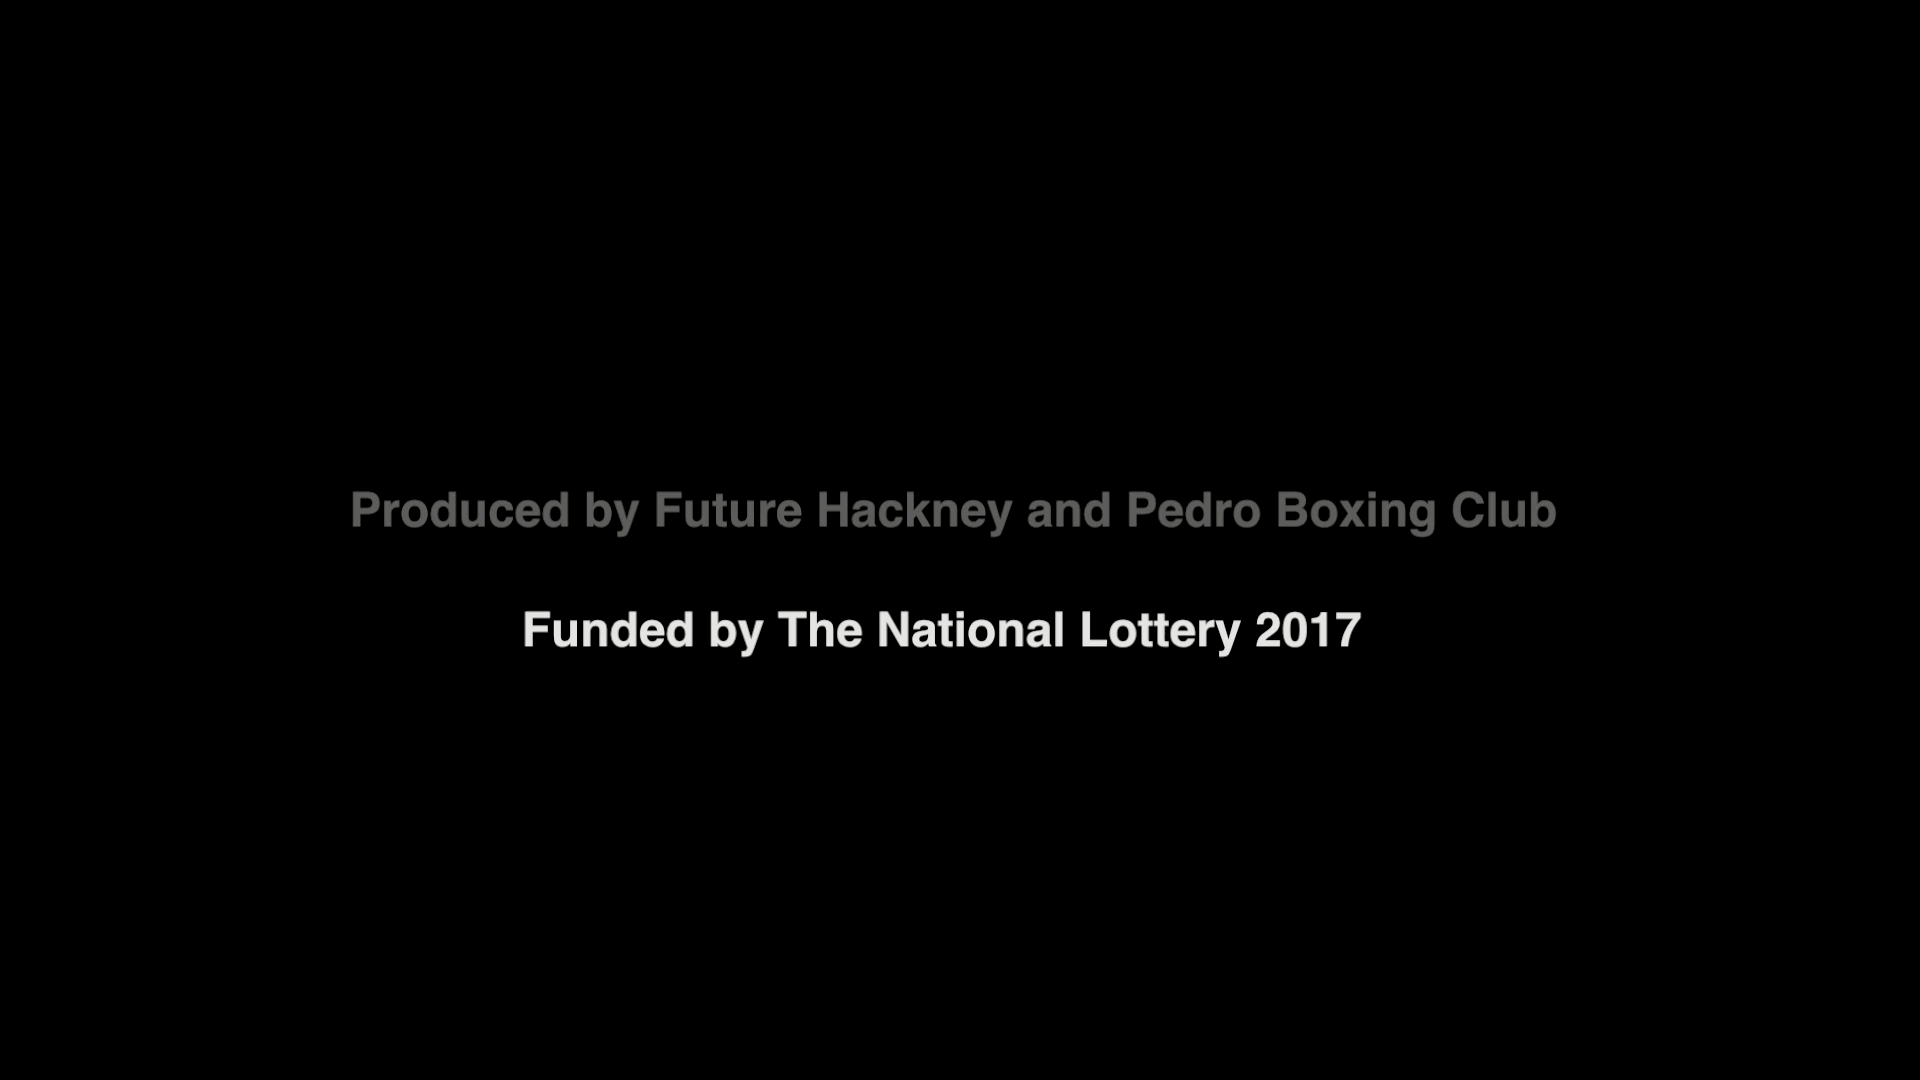 Produced by Future Hackney and Pedro Boxing Club
Funded by The National Lottery 2017